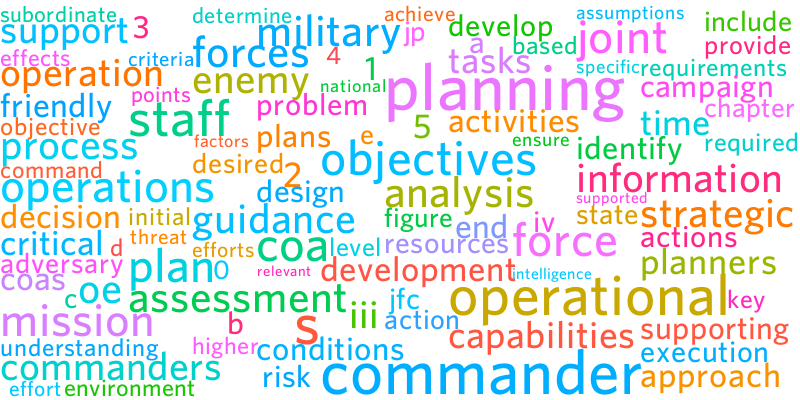 subordinate determine achieve assumptions
support 3 military jp develop joint include
effects criteria forces 4 a based provide
operation enemy 1 tasks specific requirements
friendly points national planning campaign
objective staff problem chapter
process factors plans e 5 activities time
command desired 2 objectives ensure identify required
operations design analysis information
decision initial guidance figure end supported state strategic
critical d threat efforts coa level resources iv force actions
adversary plan 0 relevant development intelligence planners
coas c oe assessment jfc operational key
mission b s iii action capabilities supporting
understanding higher conditions execution
commanders risk commander approach
effort environment